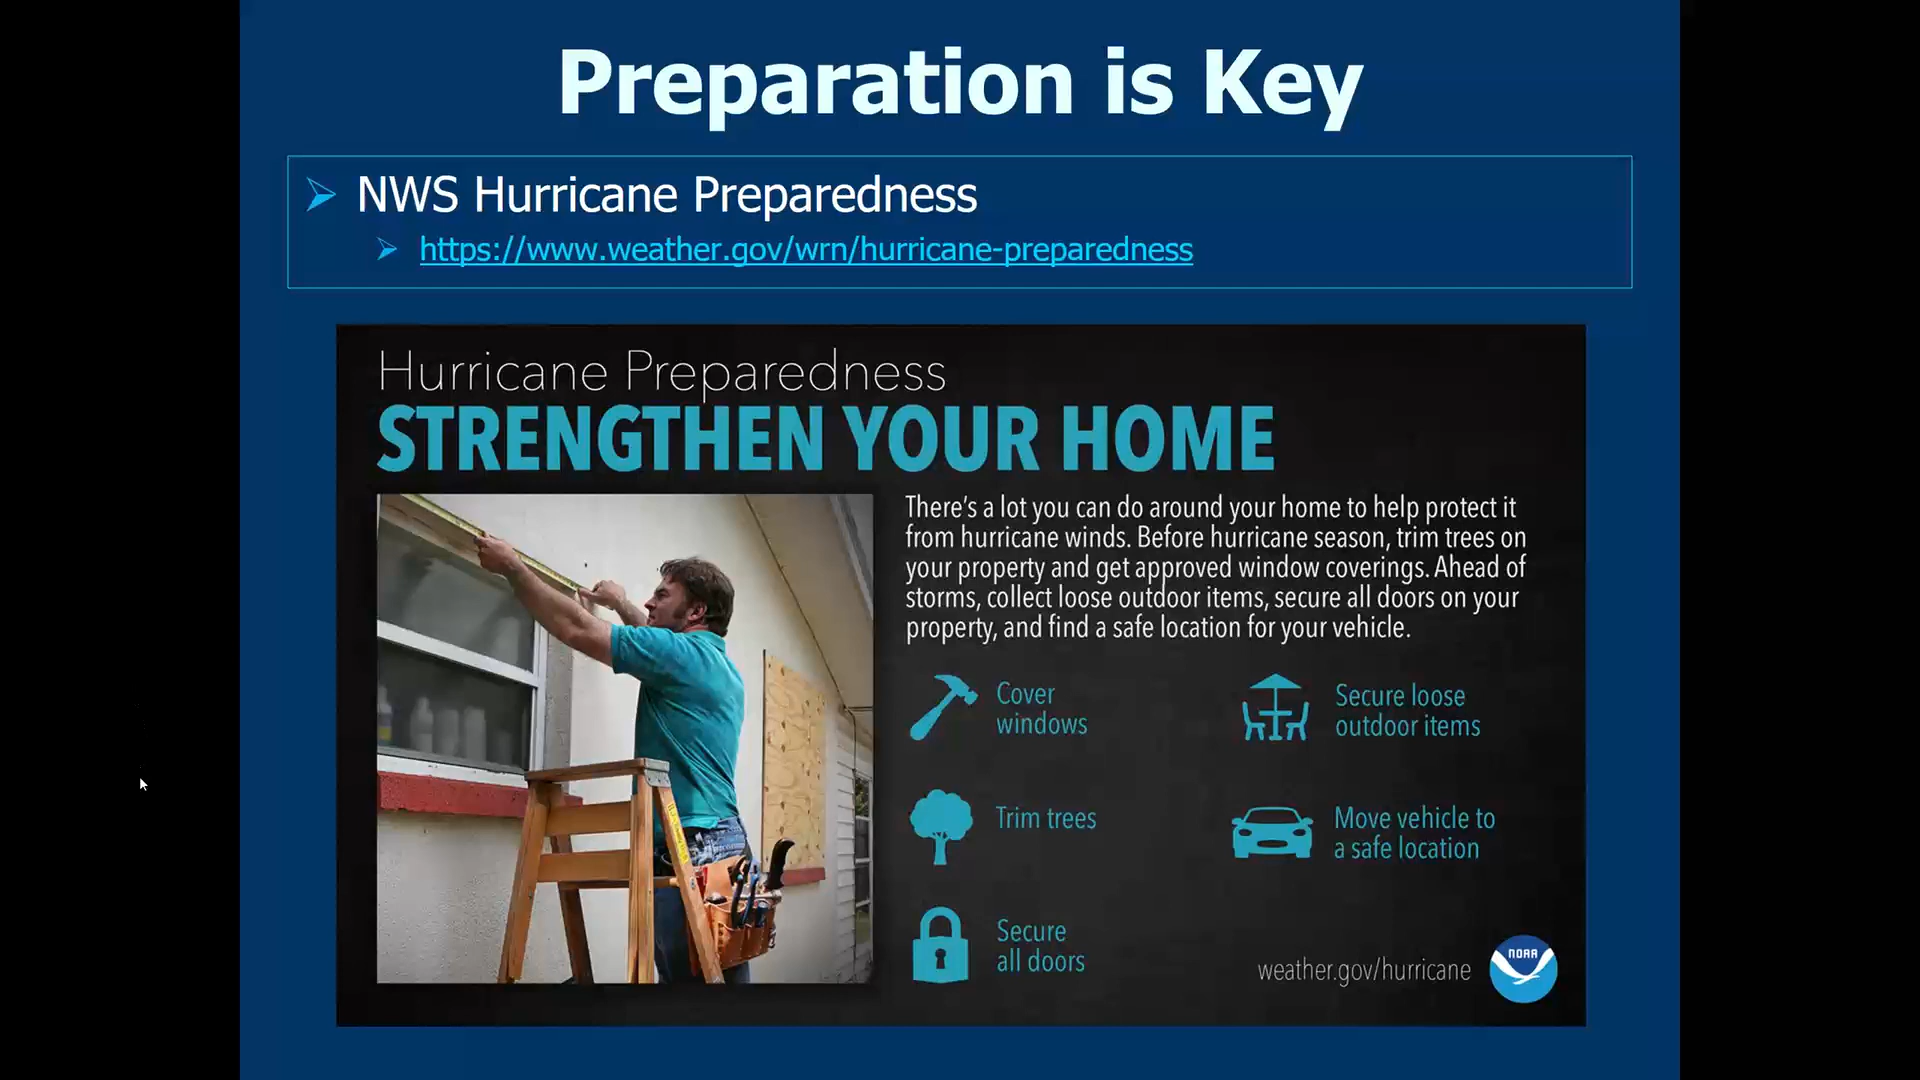 Preparation is Key
NWS Hurricane Preparedness
https://www.weather.gov/wrn/hurricane-preparedness
Hurricane Preparedness
STRENGTHEN YOUR HOME
There's a lot you can do around your home to help protect it
from hurricane winds. Before hurricane season, trim trees on
your property and get approved window coverings. Ahead of
storms, collect loose outdoor items, secure all doors on your
property, and find a safe location for your vehicle.
Cover
windows
Secure loose
outdoor items
Trim trees
Move vehicle to
a safe location
Secure
all doors
weather.gov/hurricane
NOAA